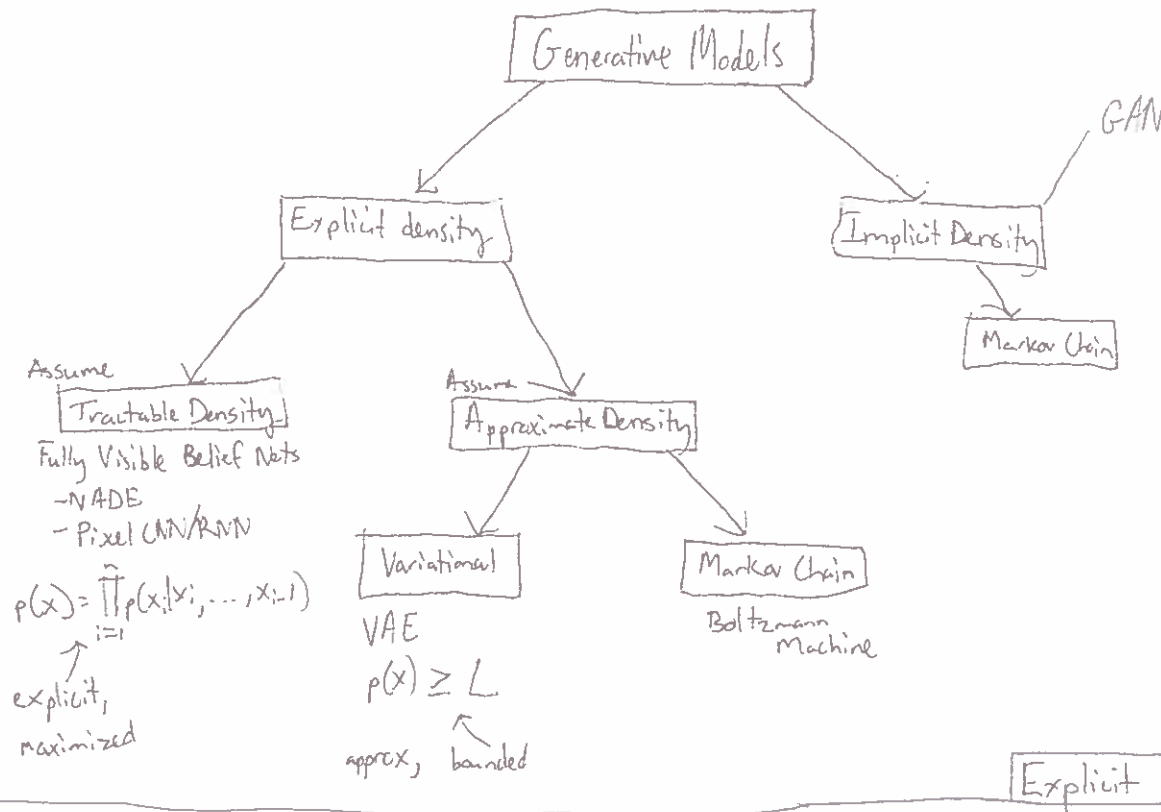 Generative Models
GAN
Explicit density
Implicit Density
Markov Chain
Assume
Tractable Density
Fully Visible Belief Nets
-NADE
- Pixel CNN/RNN
p(x) = ∏ p(xᵢ|xᵢ, ..., xᵢ₋₁)
n
i=1
explicit,
maximized
Assume
Approximate Density
Variational
VAE
p(x) ≥ L
approx, bounded
Markov Chain
Boltzmann
Machine
Explicit